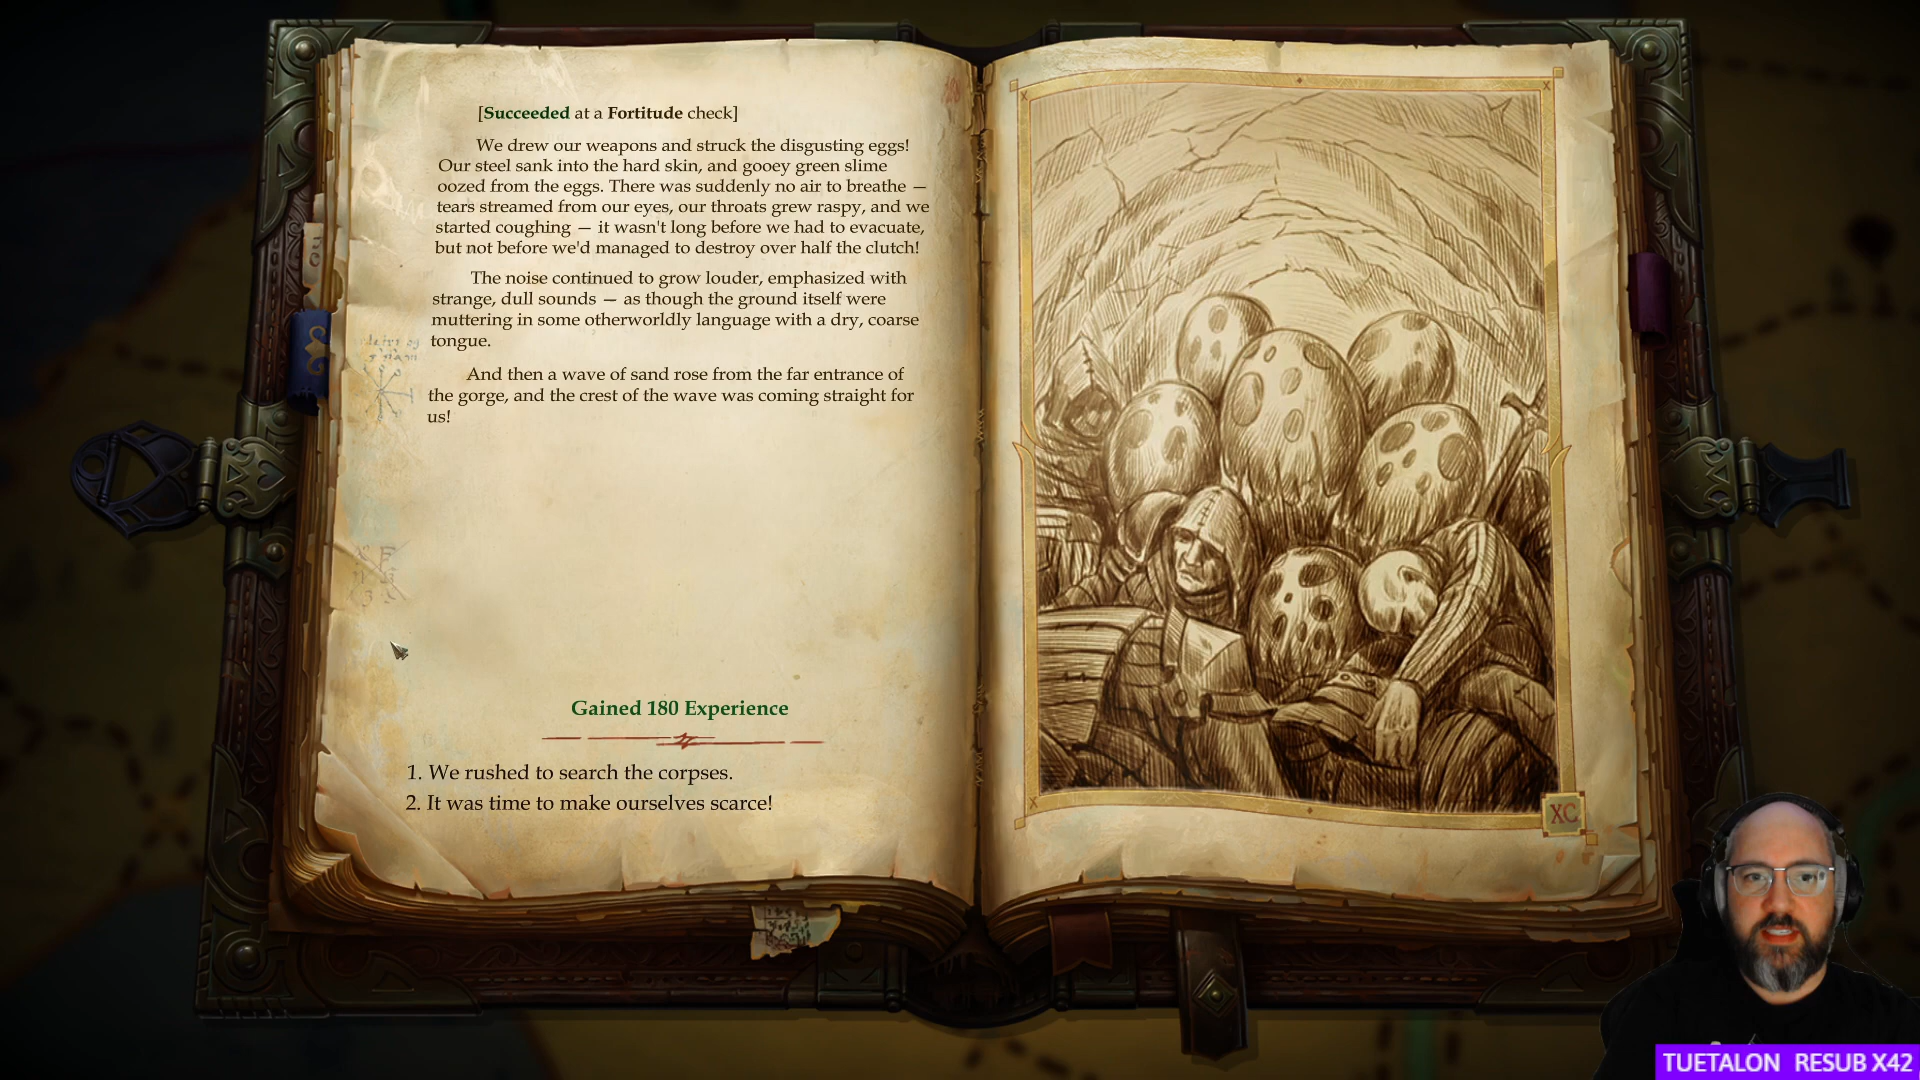 [Succeeded at a Fortitude check]
We drew our weapons and struck the disgusting eggs!
Our steel sank into the hard skin, and gooey green slime
oozed from the eggs. There was suddenly no air to breathe —
tears streamed from our eyes, our throats grew raspy, and we
started coughing — it wasn't long before we had to evacuate,
but not before we'd managed to destroy over half the clutch!
The noise continued to grow louder, emphasized with
strange, dull sounds — as though the ground itself were
muttering in some otherworldly language with a dry, coarse
tongue.
And then a wave of sand rose from the far entrance of
the gorge, and the crest of the wave was coming straight for
us!
Gained 180 Experience
1. We rushed to search the corpses.
2. It was time to make ourselves scarce!
XC
TUETALON RESUB X42